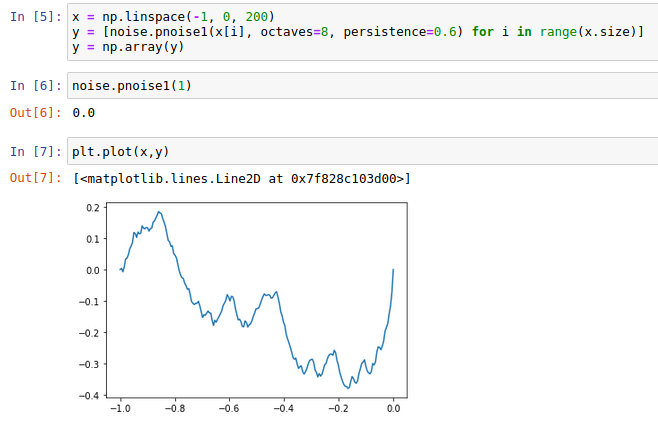 In [5]: x = np.linspace(-1, 0, 200)
y = [noise.pnoise1(x[i], octaves=8, persistence=0.6) for i in range(x.size)]
y = np.array(y)
In [6]: noise.pnoise1(1)
Out[6]: 0.0
In [7]: plt.plot(x,y)
Out[7]: [<matplotlib.lines.Line2D at 0x7f828c103d00>]
0.2
0.1
0.0
−0.1
−0.2
−0.3
−0.4
−1.0 −0.8 −0.6 −0.4 −0.2 0.0